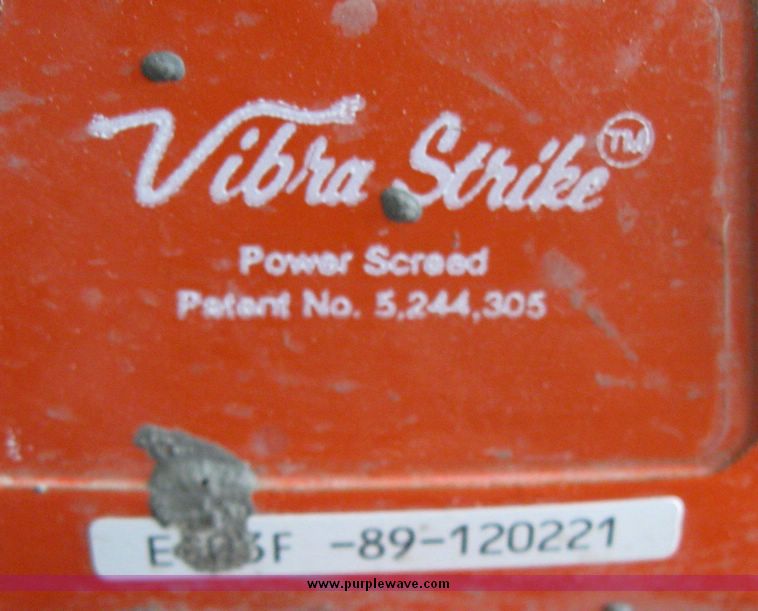 Vibra Strike TM
Power Screed
Patent No. 5,244,305
-89-120221
www.purplewave.com